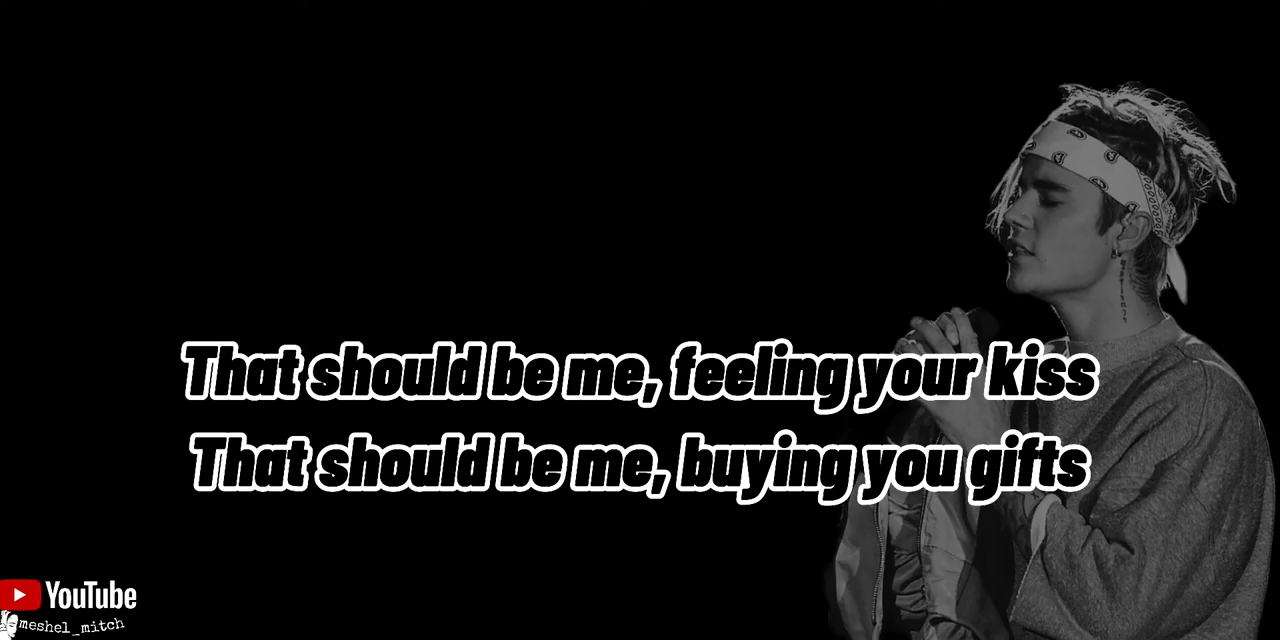 That should be me, feeling your kiss
That should be me, buying you gifts
YouTube
meshel_mitch